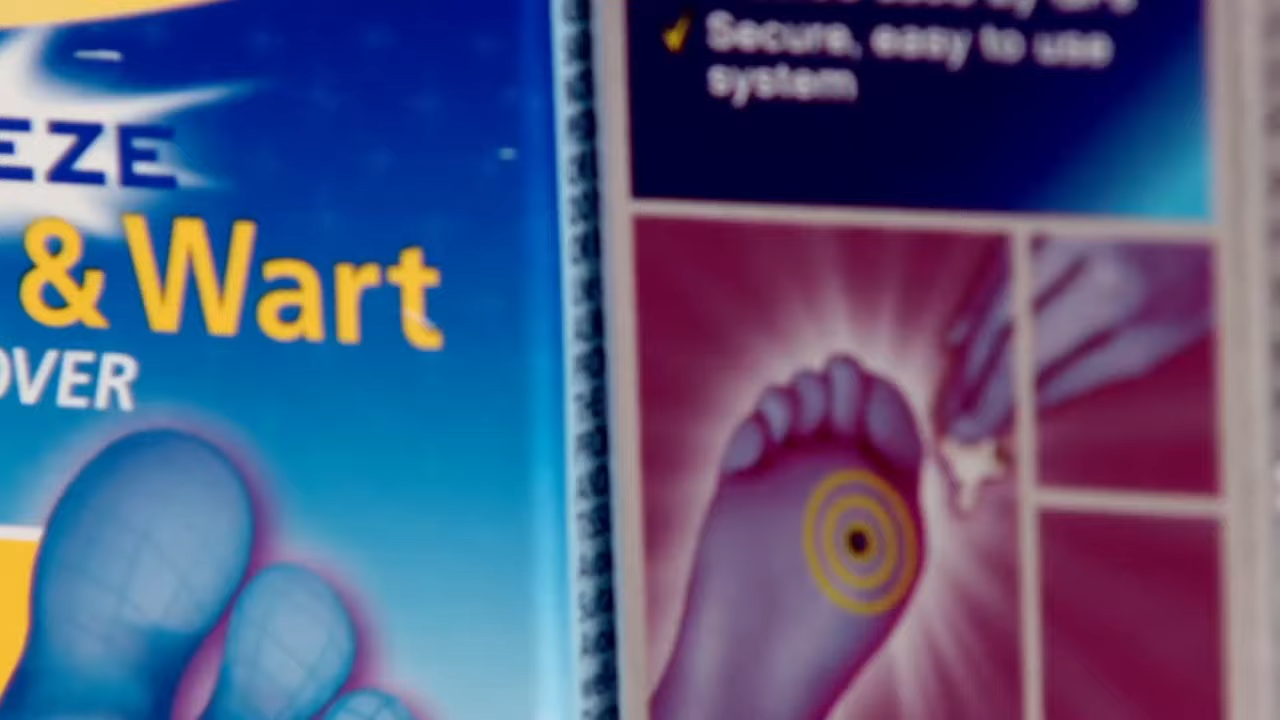 EZE
& Wart
OVER
Secure, easy to use
system